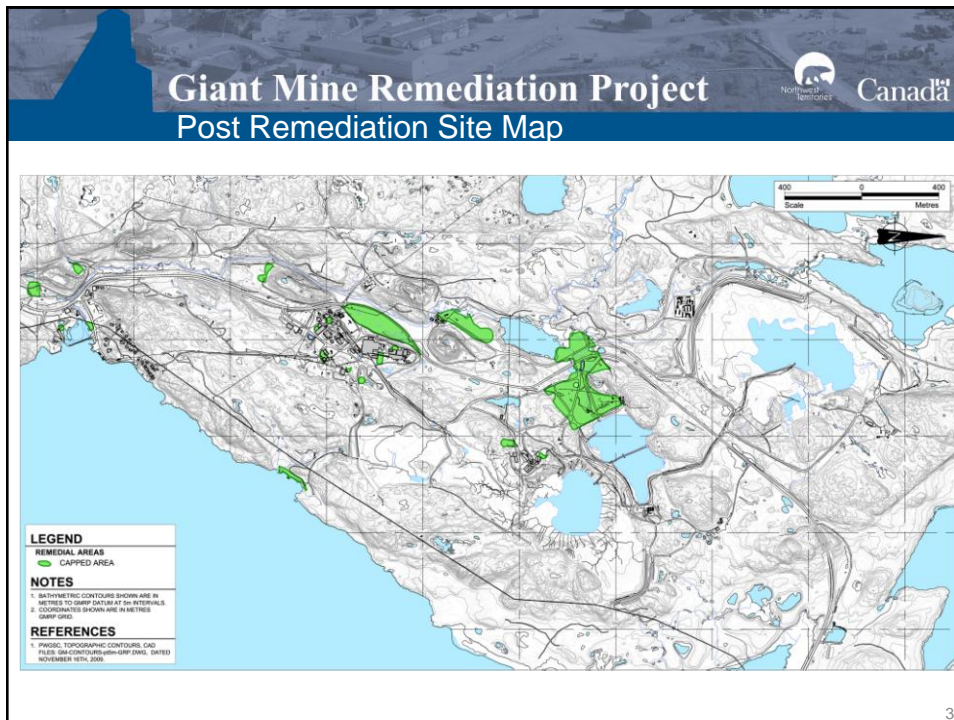 Giant Mine Remediation Project
Northwest
Territories
Canada
Post Remediation Site Map
400 0 400
Scale Metres
N
LEGEND
REMEDIAL AREAS
CAPPED AREA
NOTES
1. BATHYMETRIC CONTOURS SHOWN ARE IN
METRES TO GMRP DATUM AT 5m INTERVALS.
2. COORDINATES SHOWN ARE IN METRES
GMRP GRID.
REFERENCES
1. PWGSC, TOPOGRAPHIC CONTOURS, CAD
NOVEMBER 16TH, 2009.
3